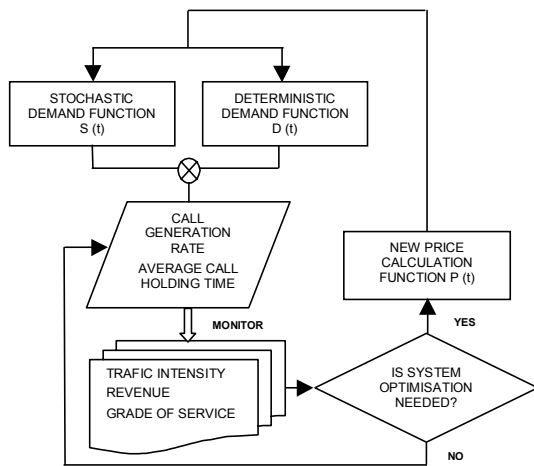 STOCHASTIC
DEMAND FUNCTION
S (t)
DETERMINISTIC
DEMAND FUNCTION
D (t)
CALL
GENERATION
RATE
AVERAGE CALL
HOLDING TIME
NEW PRICE
CALCULATION
FUNCTION P (t)
MONITOR
YES
TRAFIC INTENSITY
REVENUE
GRADE OF SERVICE
IS SYSTEM
OPTIMISATION
NEEDED?
NO